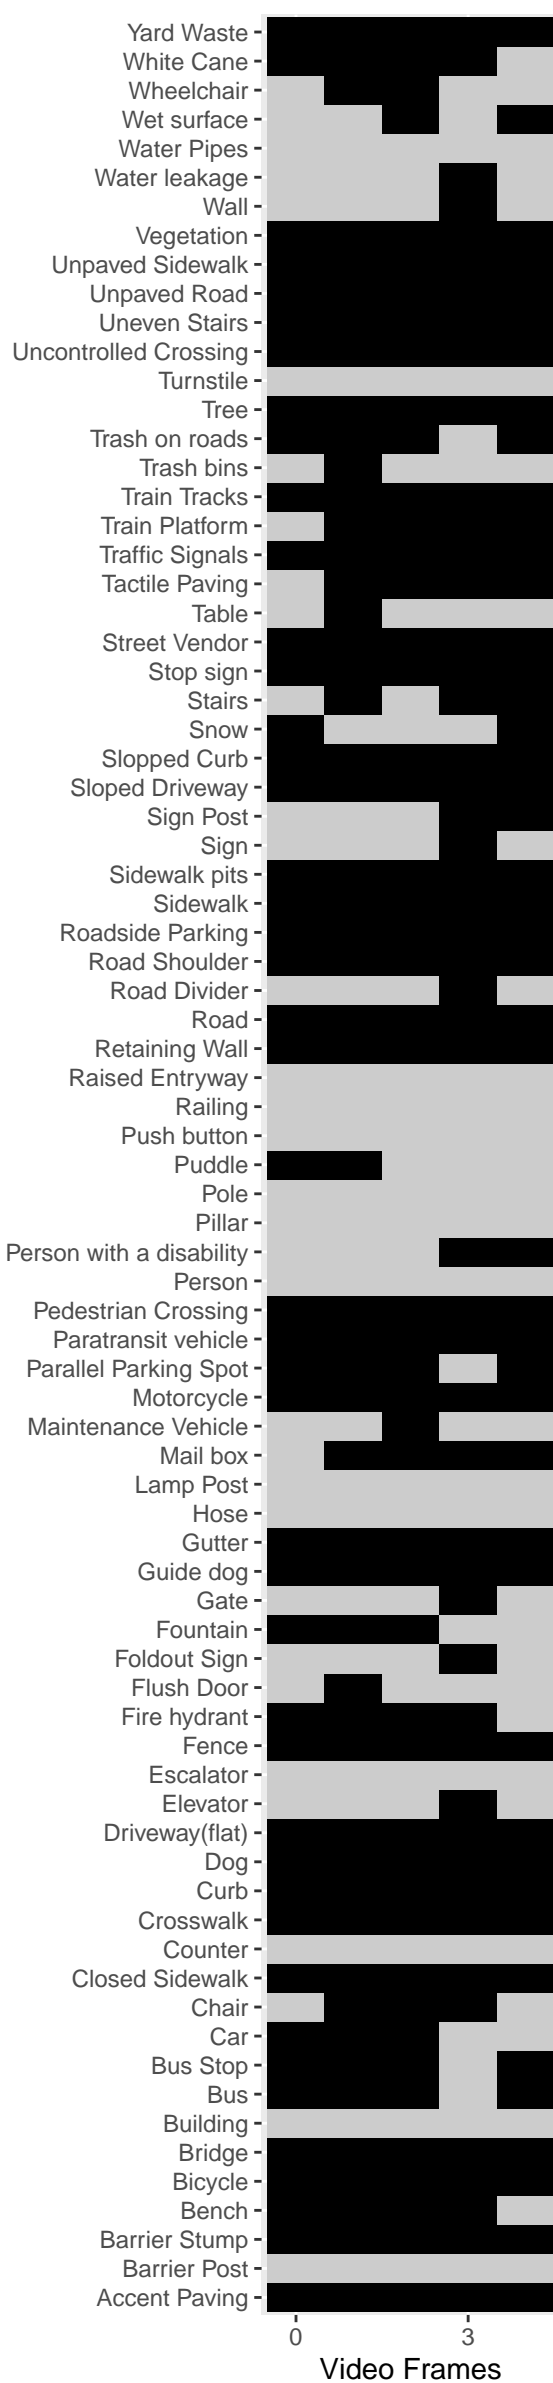 Yard Waste
White Cane
Wheelchair
Wet surface
Water Pipes
Water leakage
Wall
Vegetation
Unpaved Sidewalk
Unpaved Road
Uneven Stairs
Uncontrolled Crossing
Turnstile
Tree
Trash on roads
Trash bins
Train Tracks
Train Platform
Traffic Signals
Tactile Paving
Table
Street Vendor
Stop sign
Stairs
Snow
Slopped Curb
Sloped Driveway
Sign Post
Sign
Sidewalk pits
Sidewalk
Roadside Parking
Road Shoulder
Road Divider
Road
Retaining Wall
Raised Entryway
Railing
Push button
Puddle
Pole
Pillar
Person with a disability
Person
Pedestrian Crossing
Paratransit vehicle
Parallel Parking Spot
Motorcycle
Maintenance Vehicle
Mail box
Lamp Post
Hose
Gutter
Guide dog
Gate
Fountain
Foldout Sign
Flush Door
Fire hydrant
Fence
Escalator
Elevator
Driveway(flat)
Dog
Curb
Crosswalk
Counter
Closed Sidewalk
Chair
Car
Bus Stop
Bus
Building
Bridge
Bicycle
Bench
Barrier Stump
Barrier Post
Accent Paving
0 3
Video Frames